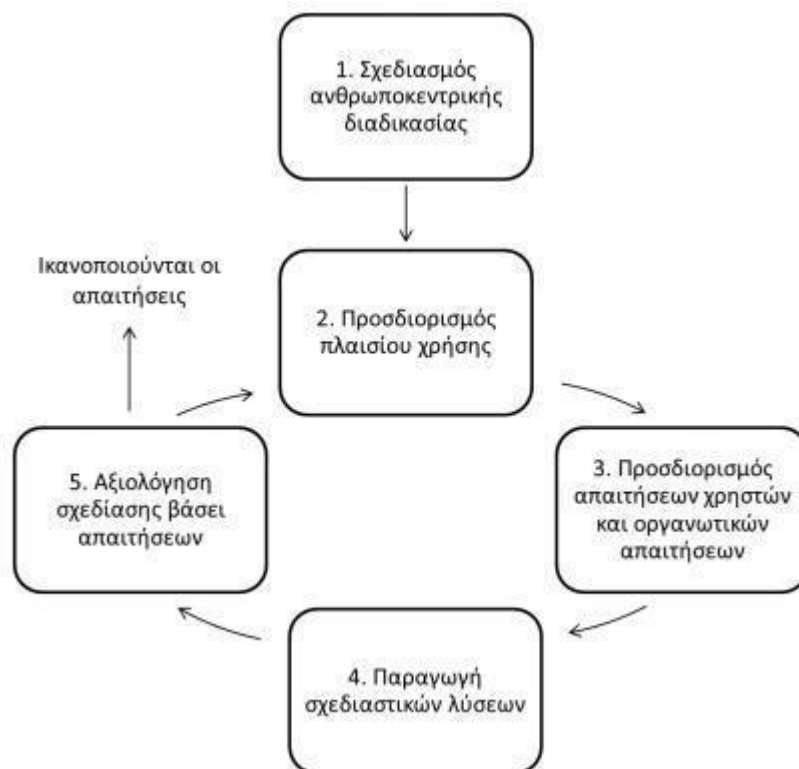 1. Σχεδιασμός
ανθρωποκεντρικής
διαδικασίας
Ικανοποιούνται οι
απαιτήσεις
2. Προσδιορισμός
πλαισίου χρήσης
3. Προσδιορισμός
απαιτήσεων χρηστών
και οργανωτικών
απαιτήσεων
4. Παραγωγή
σχεδιαστικών λύσεων
5. Αξιολόγηση
σχεδίασης βάσει
απαιτήσεων